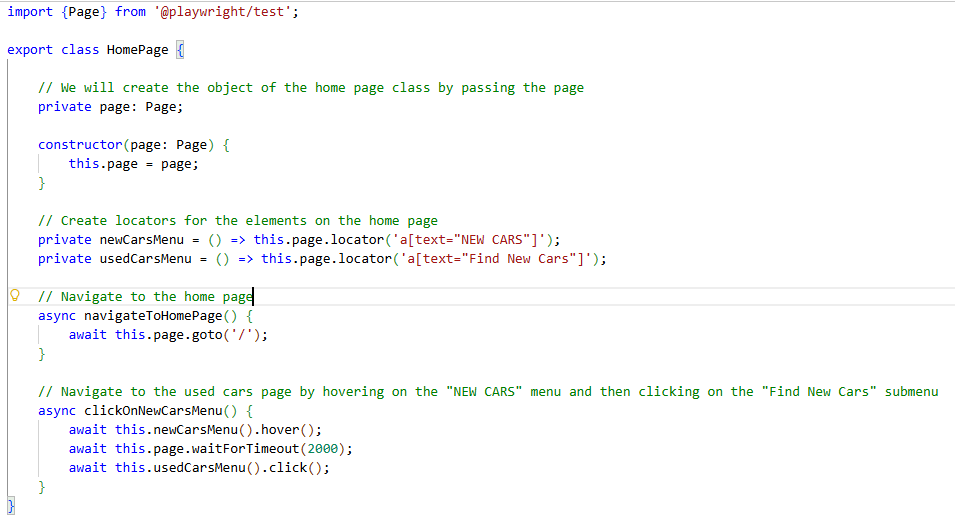 import {Page} from '@playwright/test';
export class HomePage {
// We will create the object of the home page class by passing the page
private page: Page;
constructor(page: Page) {
this.page = page;
}
// Create locators for the elements on the home page
private newCarsMenu = () => this.page.locator('a[text="NEW CARS"]');
private usedCarsMenu = () => this.page.locator('a[text="Find New Cars"]');
// Navigate to the home page
async navigateToHomePage() {
await this.page.goto('/');
}
// Navigate to the used cars page by hovering on the "NEW CARS" menu and then clicking on the "Find New Cars" submenu
async clickOnNewCarsMenu() {
await this.newCarsMenu().hover();
await this.page.waitForTimeout(2000);
await this.usedCarsMenu().click();
}
}